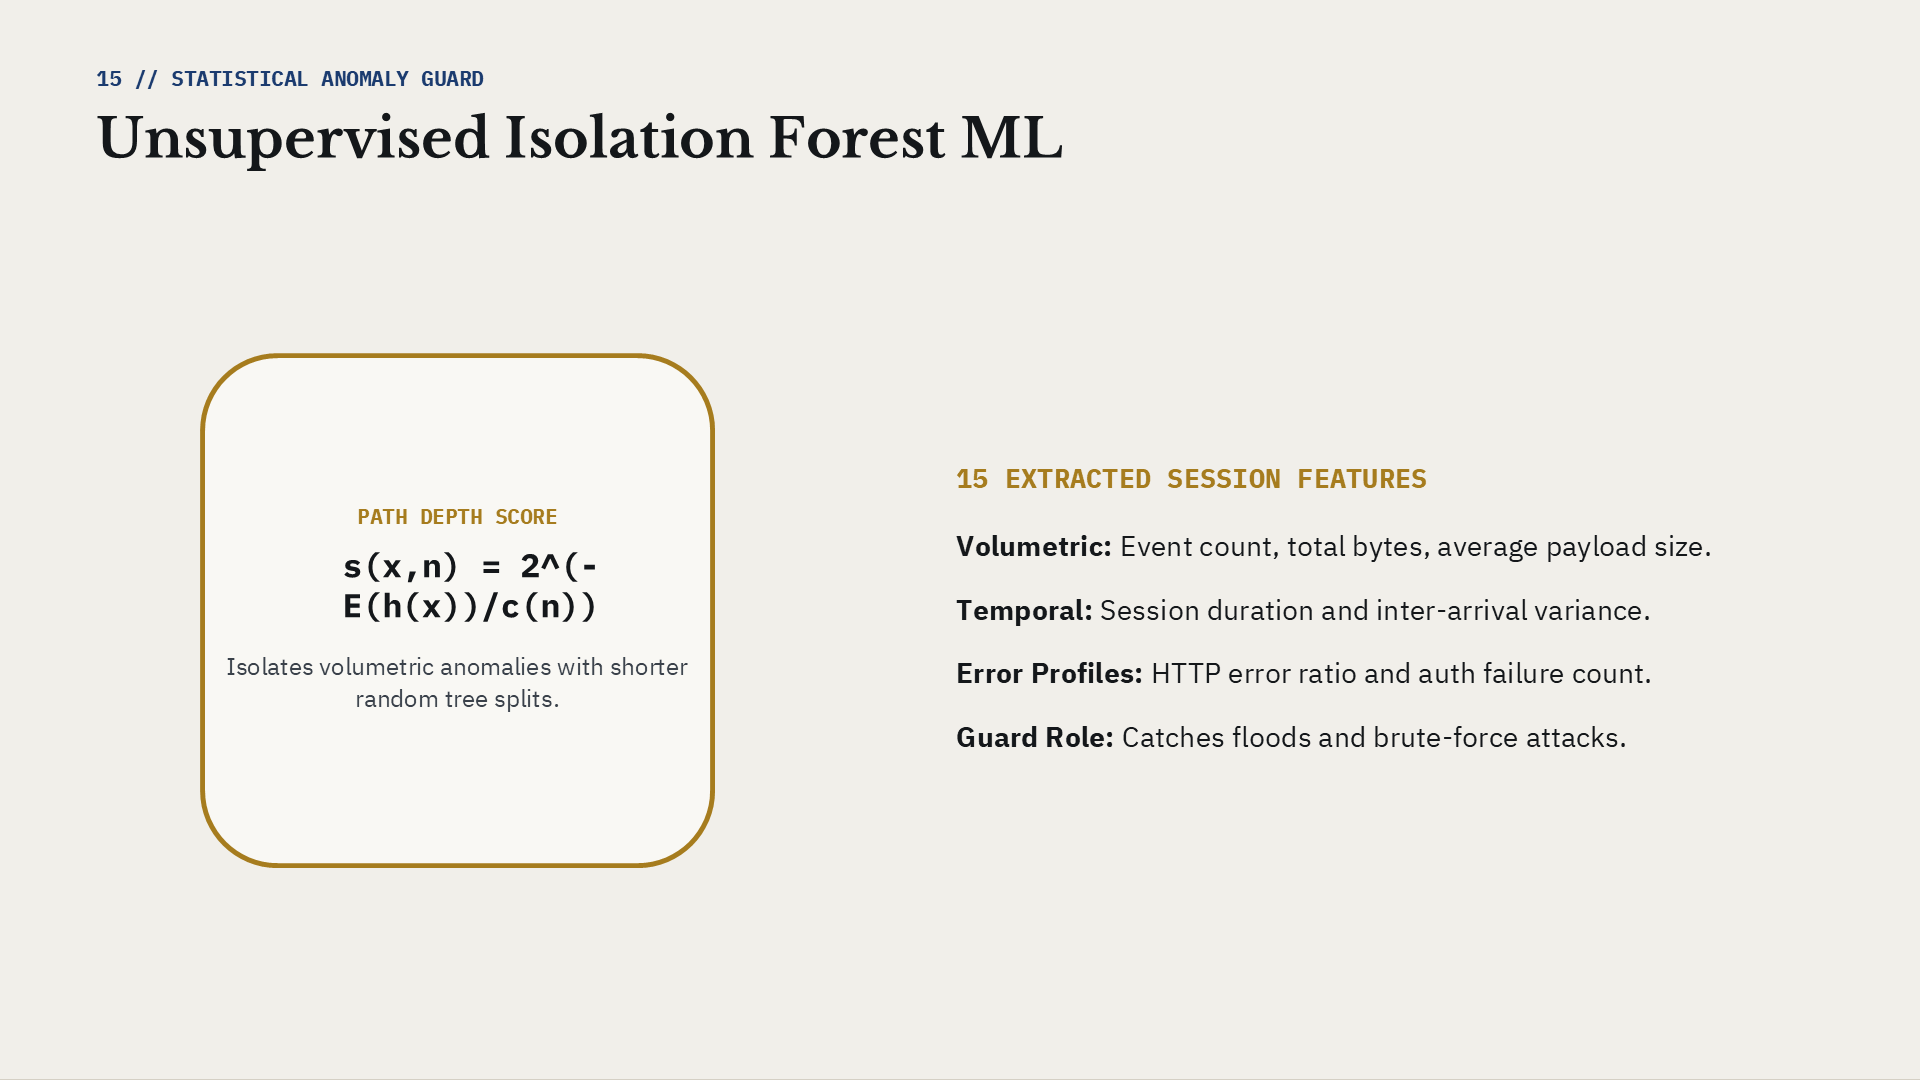 15 // STATISTICAL ANOMALY GUARD
Unsupervised Isolation Forest ML
PATH DEPTH SCORE
s(x,n) = 2^(-
E(h(x))/c(n))
Isolates volumetric anomalies with shorter
random tree splits.
15 EXTRACTED SESSION FEATURES
Volumetric: Event count, total bytes, average payload size.
Temporal: Session duration and inter-arrival variance.
Error Profiles: HTTP error ratio and auth failure count.
Guard Role: Catches floods and brute-force attacks.